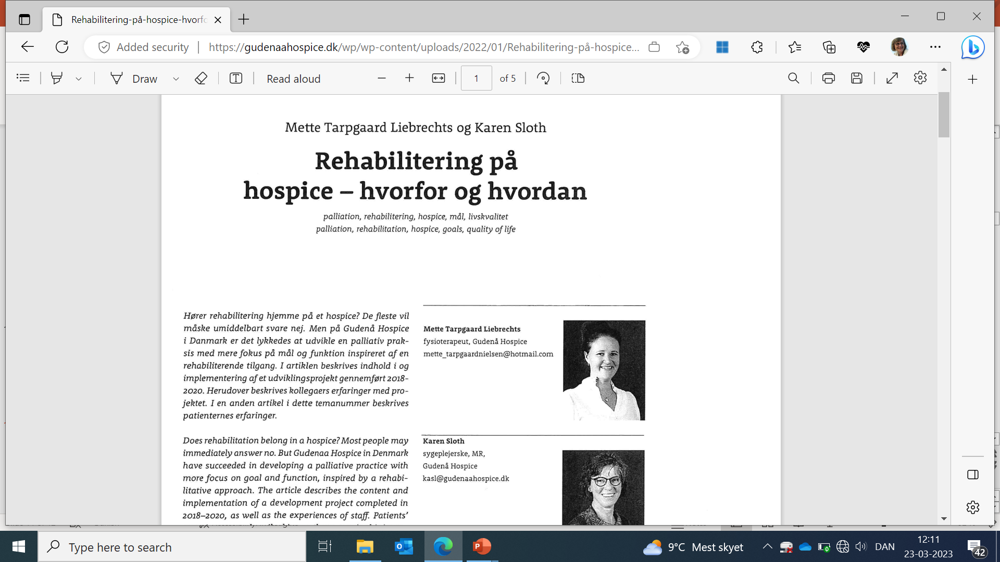 Rehabilitering-på-hospice-hvorfo
Added security
https://gudenaahospice.dk/wp/wp-content/uploads/2022/01/Rehabilitering-på-hospice...
Draw
Read aloud
1
of 5
Mette Tarpgaard Liebrechts og Karen Sloth
Rehabilitering på
hospice – hvorfor og hvordan
palliation, rehabilitering, hospice, mål, livskvalitet
palliation, rehabilitation, hospice, goals, quality of life
Hører rehabilitering hjemme på et hospice? De fleste vil
måske umiddelbart svare nej. Men på Gudenå Hospice
i Danmark er det lykkedes at udvikle en palliativ prak-
sis med mere fokus på mål og funktion inspireret af en
rehabiliterende tilgang. I artiklen beskrives indhold i og
implementering af et udviklingsprojekt gennemført 2018-
2020. Herudover beskrives kollegaers erfaringer med pro-
jektet. I en anden artikel i dette temanummer beskrives
patienternes erfaringer.
Does rehabilitation belong in a hospice? Most people may
immediately answer no. But Gudenaa Hospice in Denmark
have succeeded in developing a palliative practice with
more focus on goal and function, inspired by a rehabi-
litative approach. The article describes the content and
implementation of a development project completed in
2018–2020, as well as the experiences of staff. Patients'
Mette Tarpgaard Liebrechts
fysioterapeut, Gudenå Hospice
mette_tarpgaardnielsen@hotmail.com
Karen Sloth
sygeplejerske, MR,
Gudenå Hospice
kasl@gudenaahospice.dk
Type here to search
9°C Mest skyet
DAN
12:11
23-03-2023
42